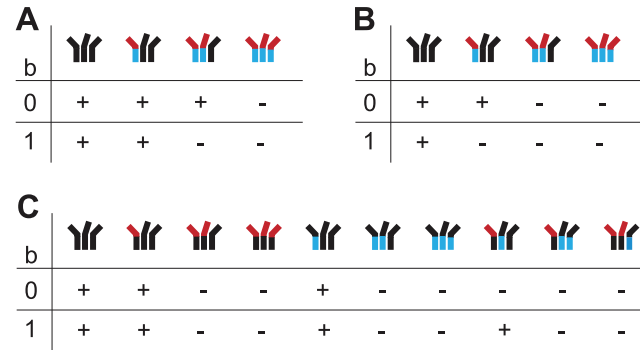 A
b
0 + + + -
1 + + - -
B
b
0 + + - -
1 + - - -
C
b
0 + + - - + - - - - -
1 + + - - + - - + - -